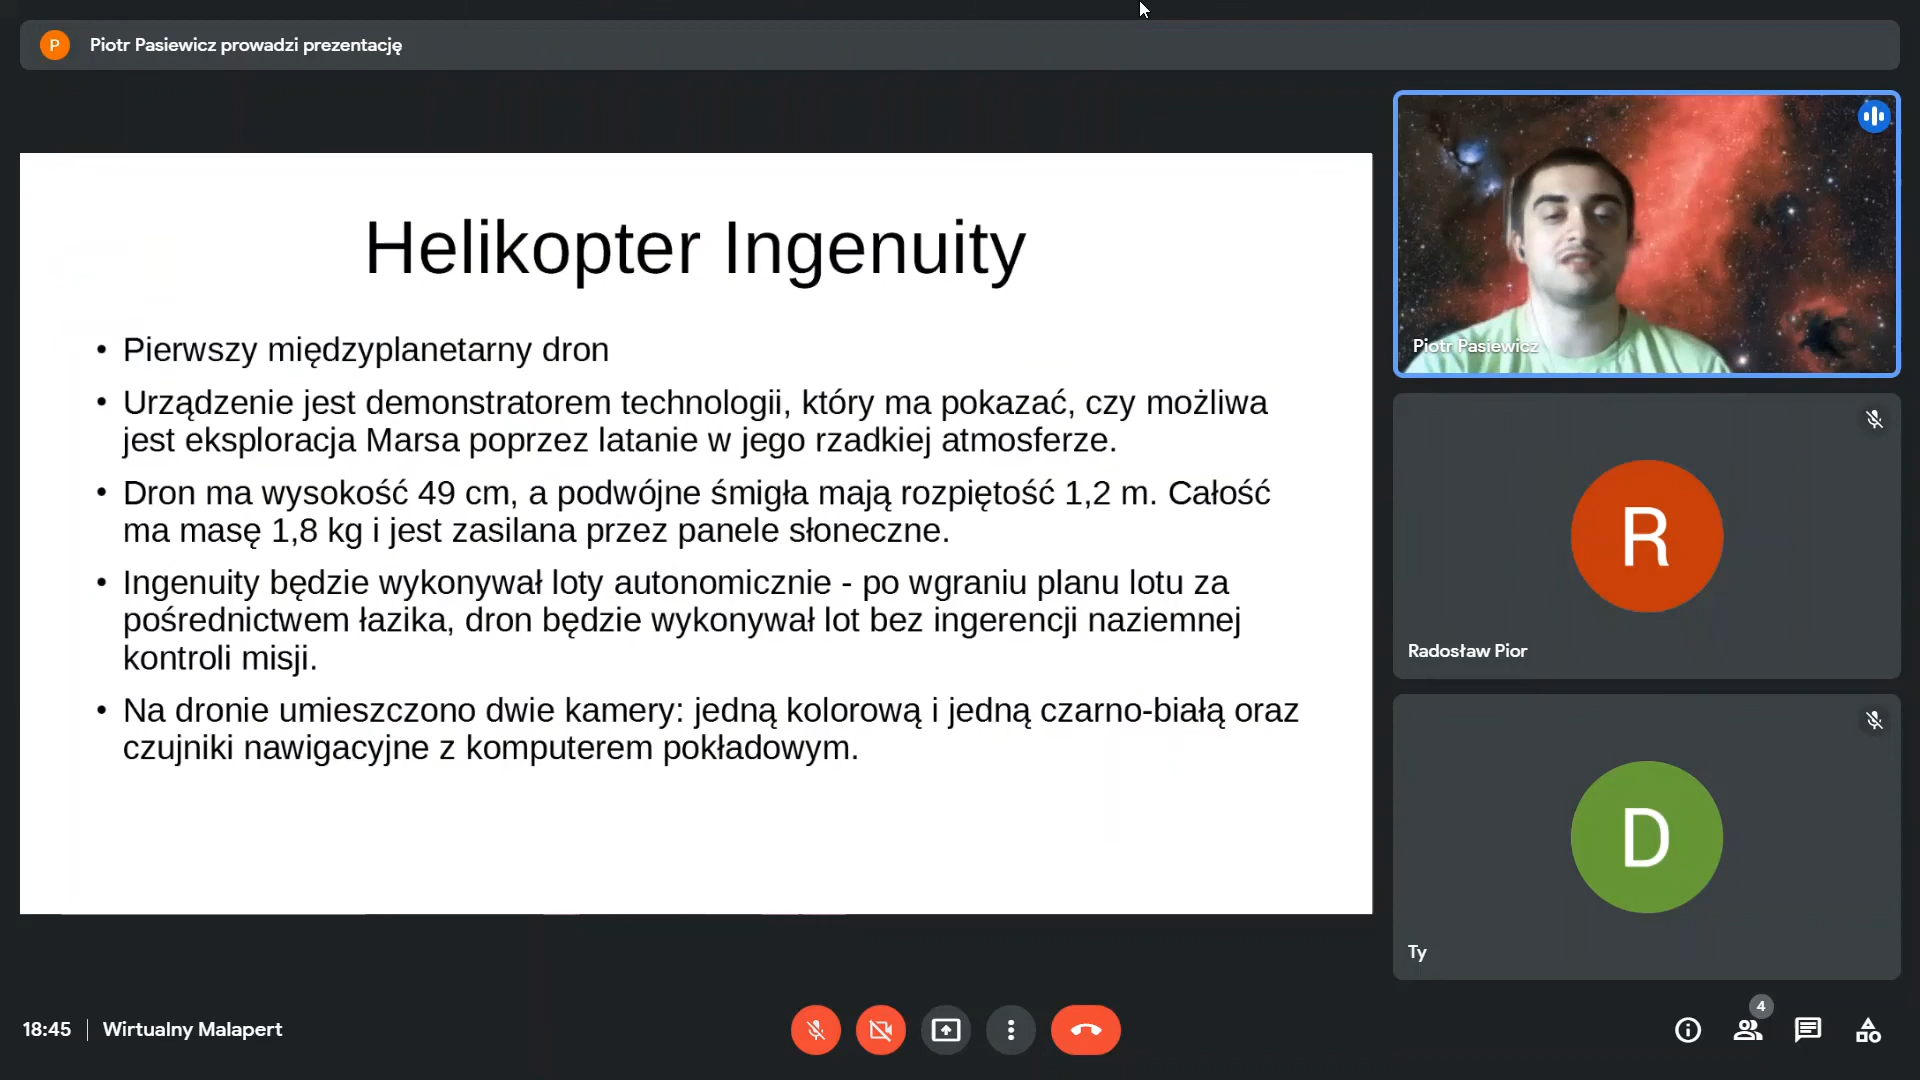 P
Piotr Pasiewicz prowadzi prezentację
Helikopter Ingenuity
• Pierwszy międzyplanetarny dron
• Urządzenie jest demonstratorem technologii, który ma pokazać, czy możliwa
jest eksploracja Marsa poprzez latanie w jego rzadkiej atmosferze.
• Dron ma wysokość 49 cm, a podwójne śmigła mają rozpiętość 1,2 m. Całość
ma masę 1,8 kg i jest zasilana przez panele słoneczne.
• Ingenuity będzie wykonywał loty autonomicznie - po wgraniu planu lotu za
pośrednictwem łazika, dron będzie wykonywał lot bez ingerencji naziemnej
kontroli misji.
• Na dronie umieszczono dwie kamery: jedną kolorową i jedną czarno-białą oraz
czujniki nawigacyjne z komputerem pokładowym.
Piotr Pasiewicz
R
Radosław Pior
D
Ty
18:45 | Wirtualny Malapert
4